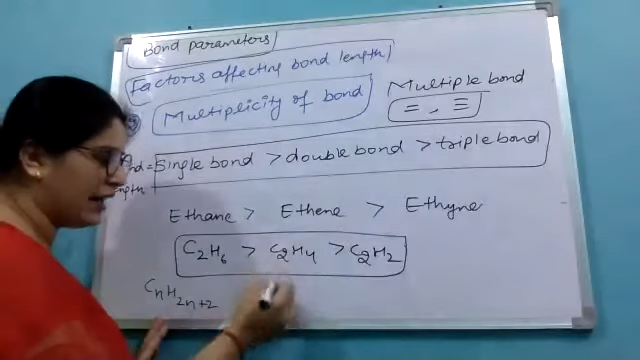 Bond parameters
Factors affecting bond length
Multiplicity of bond
Multiple bond
= , ≡
Single bond > double bond > triple bond
Ethane > Ethene > Ethyne
C₂H₆ > C₂H₄ > C₂H₂
CₙH₂ₙ₊₂